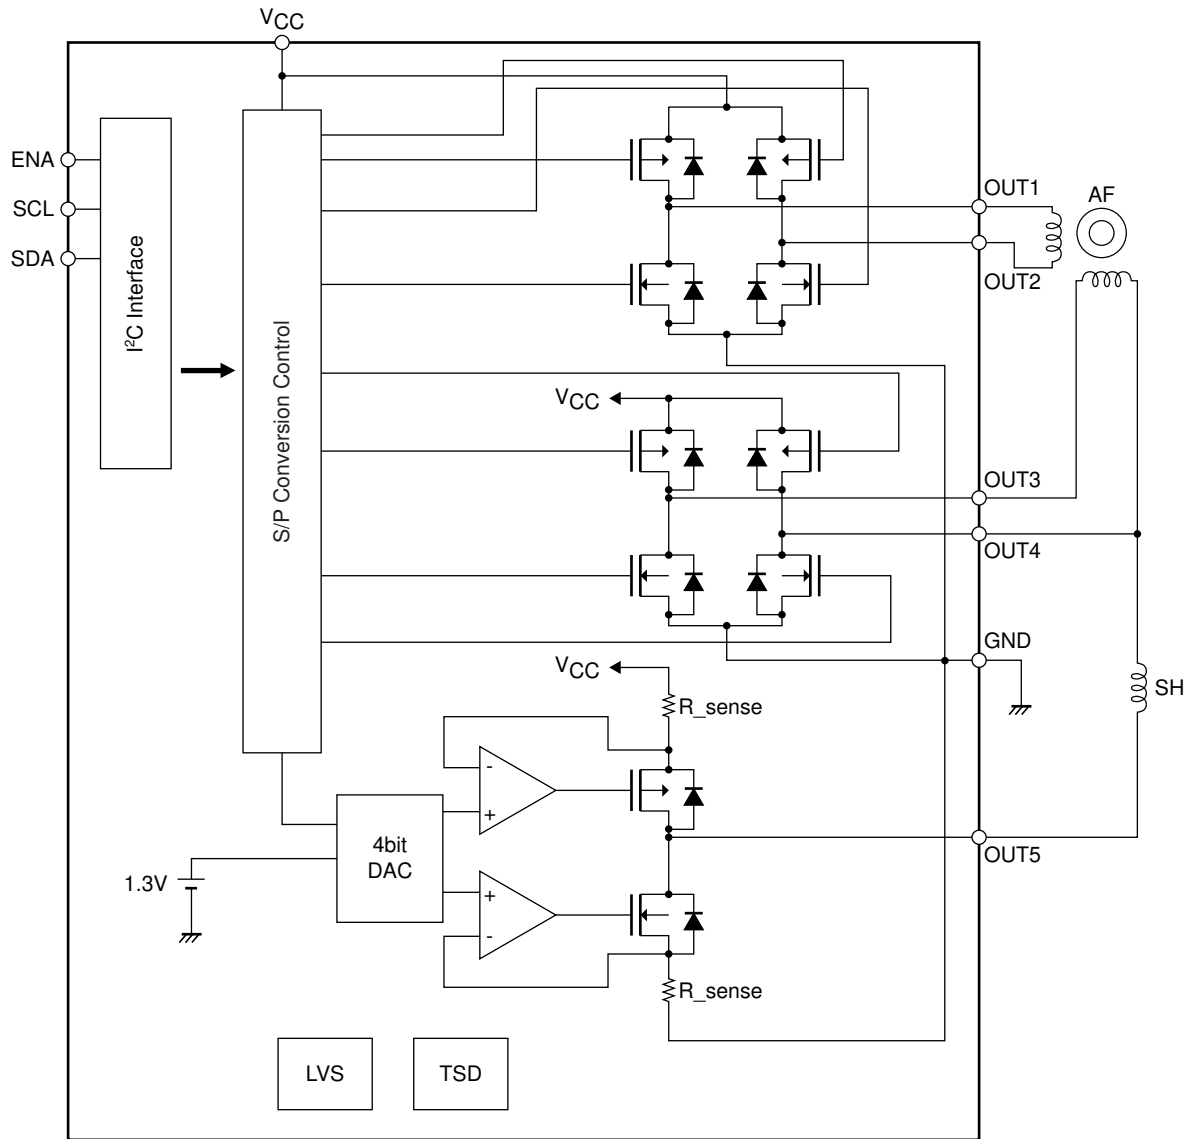 VCC
ENA
SCL
SDA
I²C Interface
S/P Conversion Control
OUT1
AF
OUT2
VCC
OUT3
OUT4
GND
VCC
R_sense
SH
-
+
4bit
DAC
1.3V
+
-
OUT5
R_sense
LVS
TSD